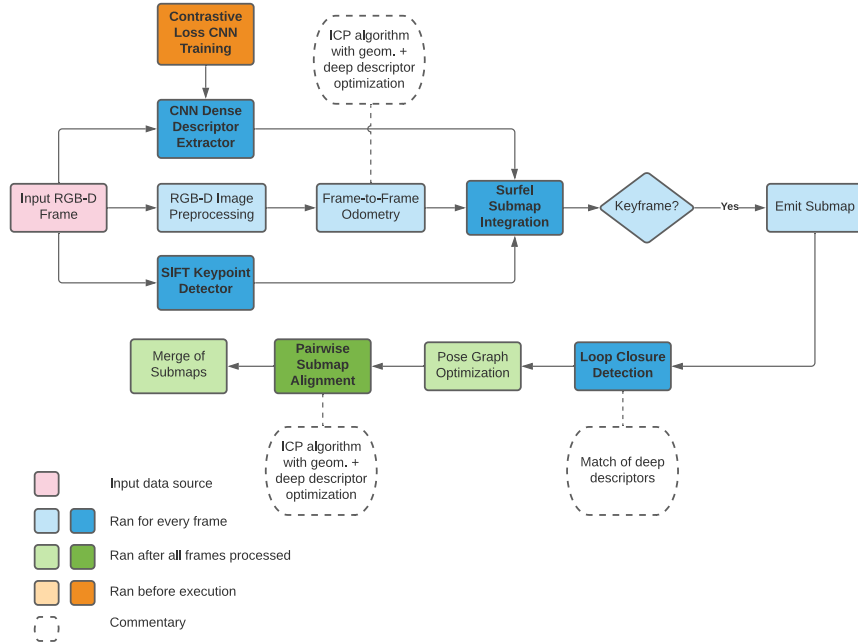 Contrastive
Loss CNN
Training
ICP algorithm
with geom. +
deep descriptor
optimization
CNN Dense
Descriptor
Extractor
Input RGB-D
Frame
RGB-D Image
Preprocessing
Frame-to-Frame
Odometry
Surfel
Submap
Integration
Keyframe?
Yes
Emit Submap
SIFT Keypoint
Detector
Merge of
Submaps
Pairwise
Submap
Alignment
Pose Graph
Optimization
Loop Closure
Detection
ICP algorithm
with geom. +
deep descriptor
optimization
Match of deep
descriptors
Input data source
Ran for every frame
Ran after all frames processed
Ran before execution
Commentary